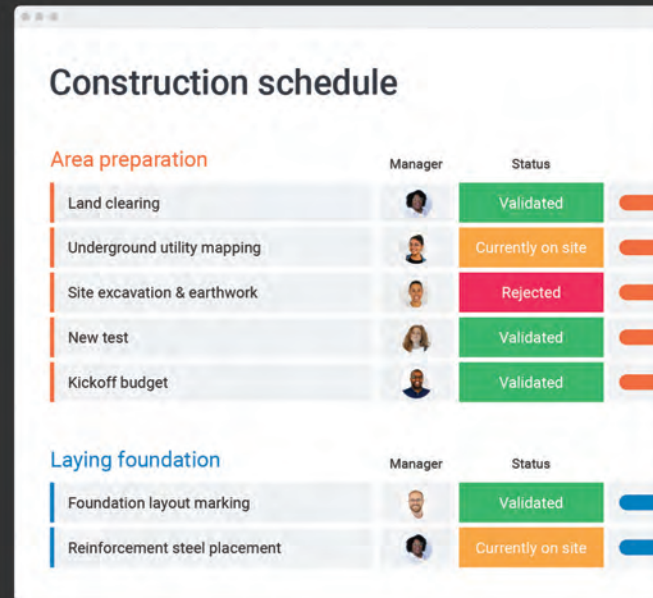 Construction schedule
Area preparation Manager Status
Land clearing Validated
Underground utility mapping Currently on site
Site excavation & earthwork Rejected
New test Validated
Kickoff budget Validated
Laying foundation Manager Status
Foundation layout marking Validated
Reinforcement steel placement Currently on site